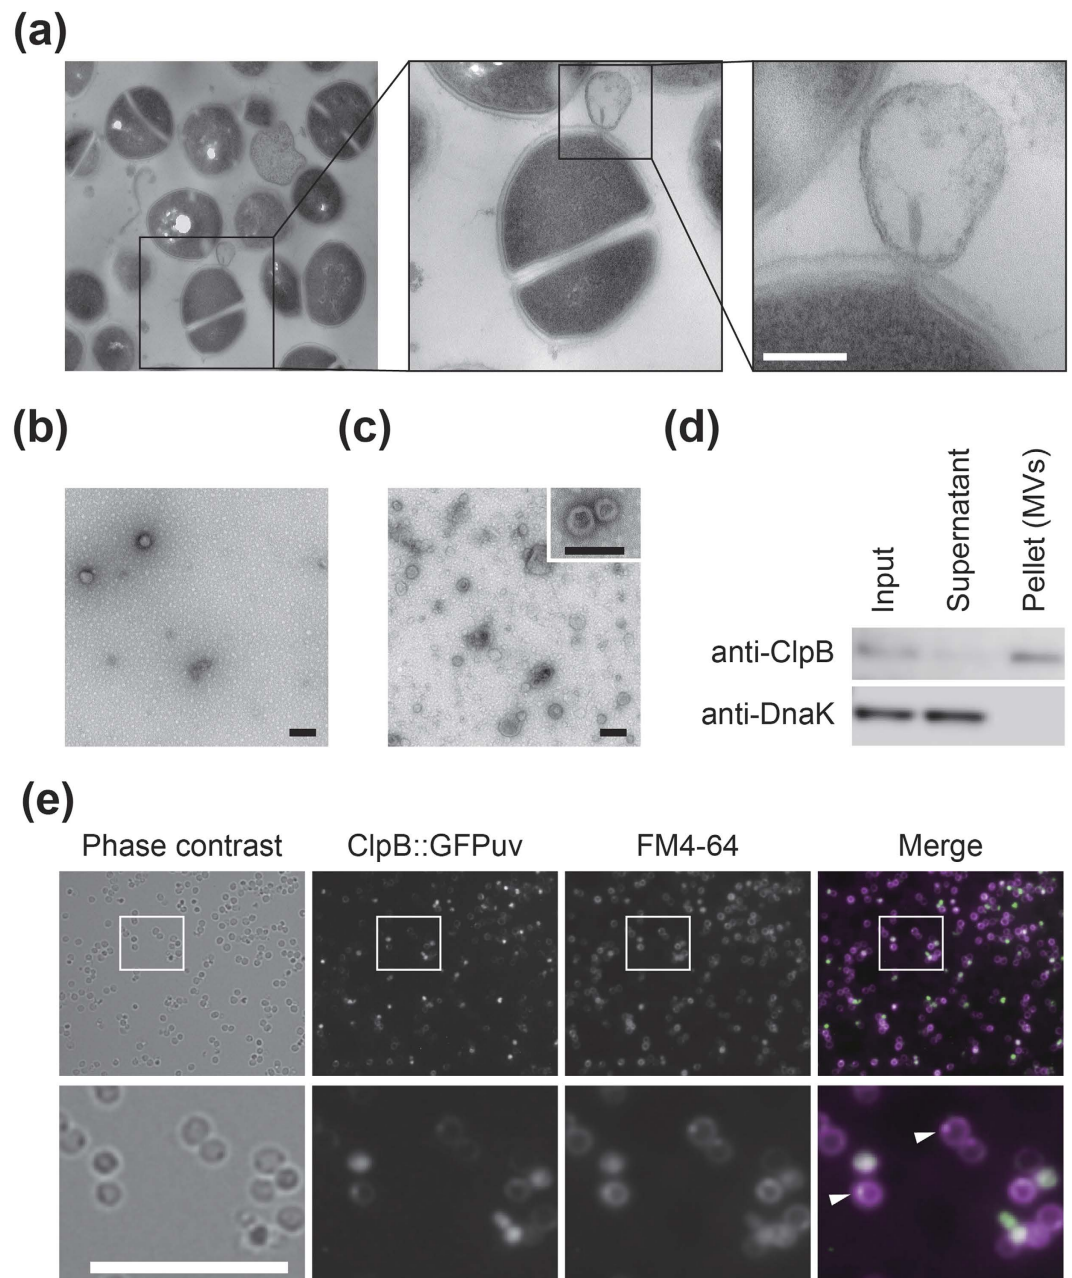 (a)
(b)
(c)
(d)
Input
Supernatant
Pellet (MVs)
anti-ClpB
anti-DnaK
(e)
Phase contrast
ClpB::GFPuv
FM4-64
Merge